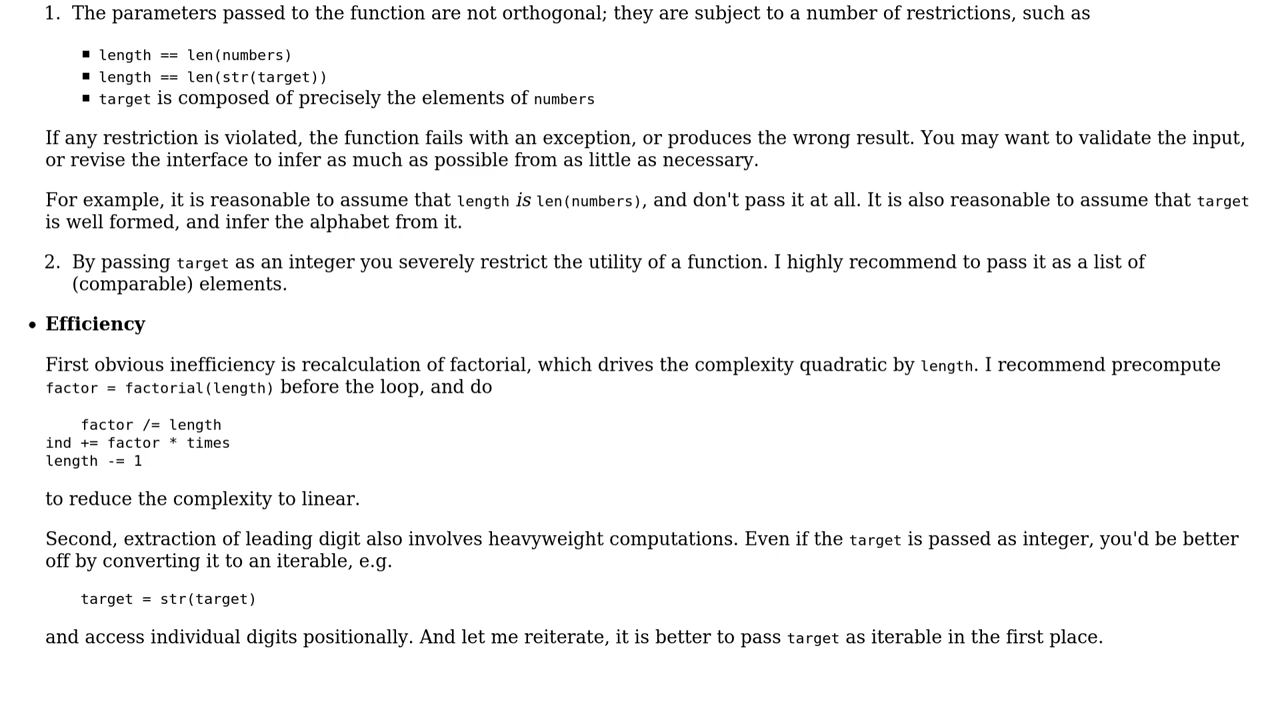 1. The parameters passed to the function are not orthogonal; they are subject to a number of restrictions, such as
▪ length == len(numbers)
▪ length == len(str(target))
▪ target is composed of precisely the elements of numbers
If any restriction is violated, the function fails with an exception, or produces the wrong result. You may want to validate the input,
or revise the interface to infer as much as possible from as little as necessary.
For example, it is reasonable to assume that length is len(numbers), and don't pass it at all. It is also reasonable to assume that target
is well formed, and infer the alphabet from it.
2. By passing target as an integer you severely restrict the utility of a function. I highly recommend to pass it as a list of
(comparable) elements.
• Efficiency
First obvious inefficiency is recalculation of factorial, which drives the complexity quadratic by length. I recommend precompute
factor = factorial(length) before the loop, and do
    factor /= length
ind += factor * times
length -= 1
to reduce the complexity to linear.
Second, extraction of leading digit also involves heavyweight computations. Even if the target is passed as integer, you'd be better
off by converting it to an iterable, e.g.
    target = str(target)
and access individual digits positionally. And let me reiterate, it is better to pass target as iterable in the first place.